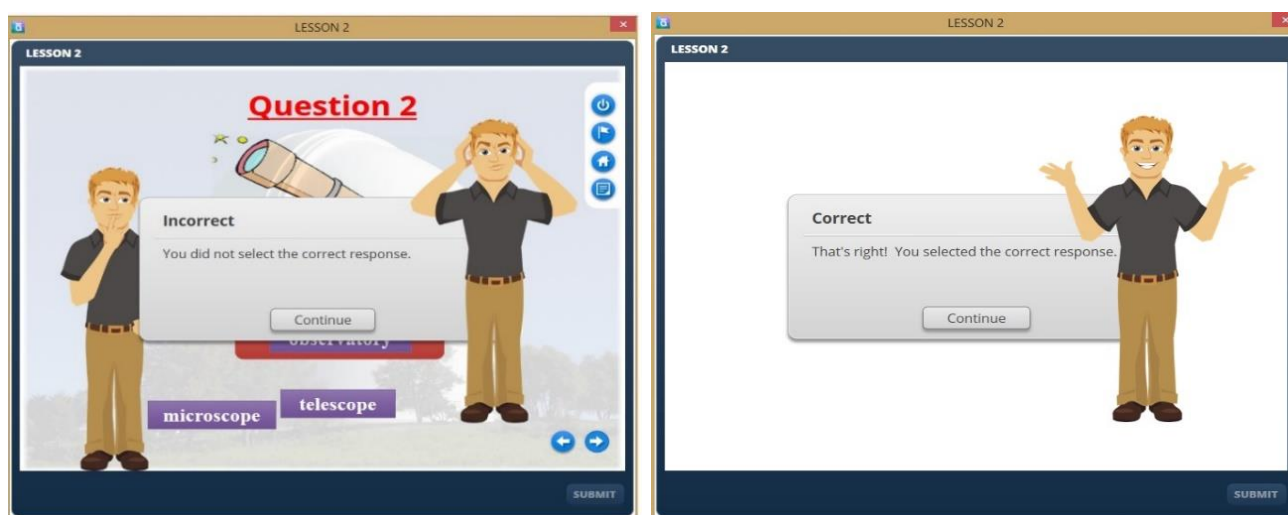 LESSON 2
LESSON 2
Question 2
Incorrect
You did not select the correct response.
Continue
observatory
microscope
telescope
SUBMIT
LESSON 2
LESSON 2
Correct
That's right! You selected the correct response.
Continue
SUBMIT